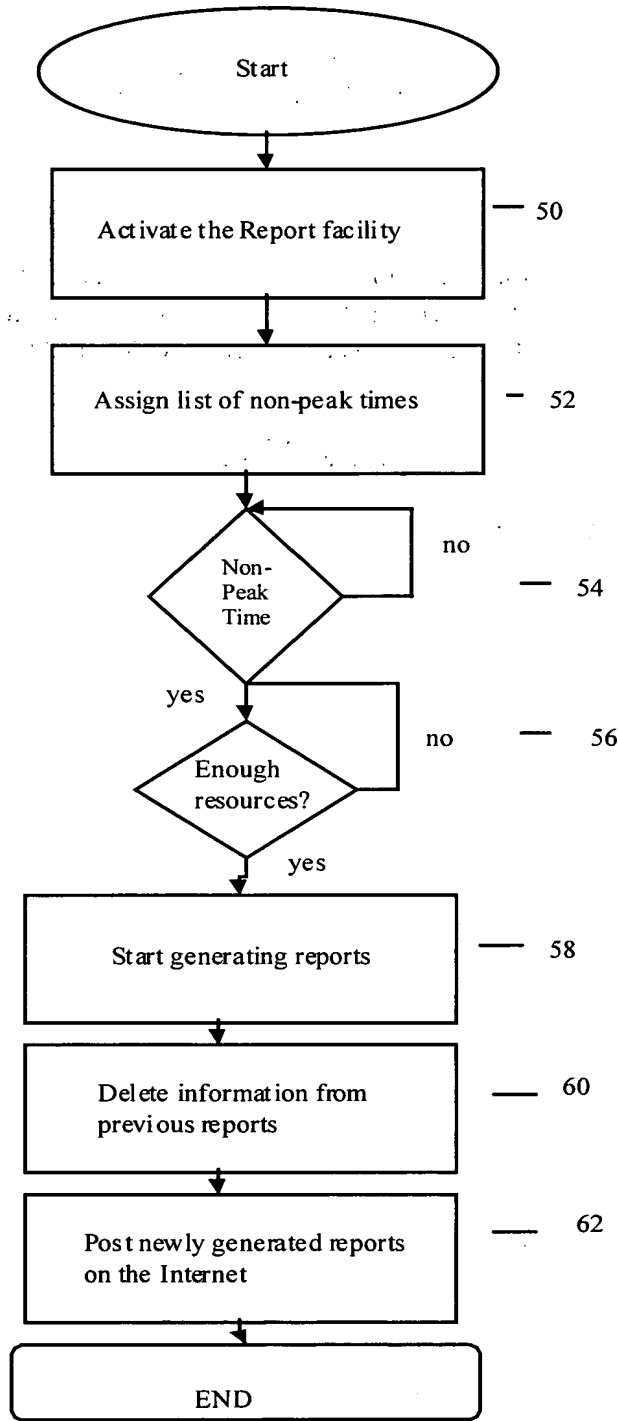 Start
Activate the Report facility
50
Assign list of non-peak times
52
Non-
Peak
Time
no
54
yes
Enough
resources?
no
56
yes
Start generating reports
58
Delete information from
previous reports
60
Post newly generated reports
on the Internet
62
END